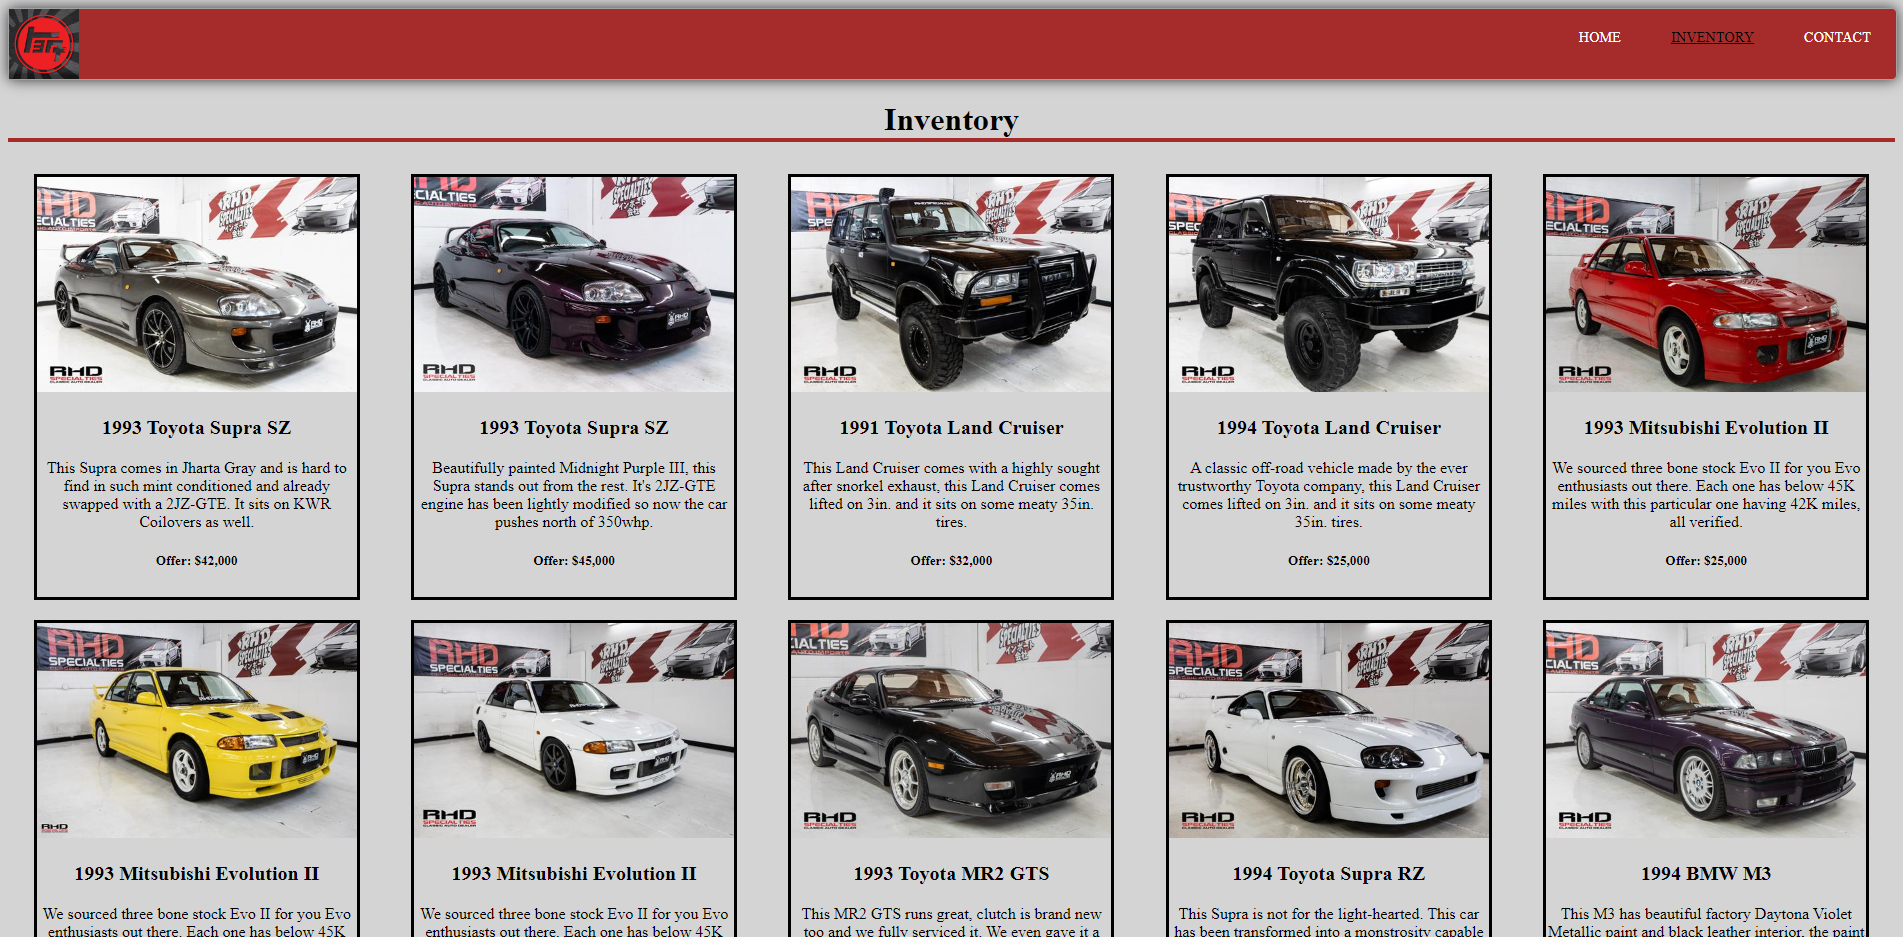 HOME
INVENTORY
CONTACT
Inventory
1993 Toyota Supra SZ
This Supra comes in Jharta Gray and is hard to
find in such mint conditioned and already
swapped with a 2JZ-GTE. It sits on KWR
Coilovers as well.
Offer: $42,000
1993 Toyota Supra SZ
Beautifully painted Midnight Purple III, this
Supra stands out from the rest. It's 2JZ-GTE
engine has been lightly modified so now the car
pushes north of 350whp.
Offer: $45,000
1991 Toyota Land Cruiser
This Land Cruiser comes with a highly sought
after snorkel exhaust, this Land Cruiser comes
lifted on 3in. and it sits on some meaty 35in.
tires.
Offer: $32,000
1994 Toyota Land Cruiser
A classic off-road vehicle made by the ever
trustworthy Toyota company, this Land Cruiser
comes lifted on 3in. and it sits on some meaty
35in. tires.
Offer: $25,000
1993 Mitsubishi Evolution II
We sourced three bone stock Evo II for you Evo
enthusiasts out there. Each one has below 45K
miles with this particular one having 42K miles,
all verified.
Offer: $25,000
RHD
SPECIALTIES
CLASSIC AUTO DEALER
1993 Mitsubishi Evolution II
We sourced three bone stock Evo II for you Evo
enthusiasts out there. Each one has below 45K
1993 Mitsubishi Evolution II
We sourced three bone stock Evo II for you Evo
enthusiasts out there. Each one has below 45K
1993 Toyota MR2 GTS
This MR2 GTS runs great, clutch is brand new
too and we fully serviced it. We even gave it a
1994 Toyota Supra RZ
This Supra is not for the light-hearted. This car
has been transformed into a monstrosity capable
1994 BMW M3
This M3 has beautiful factory Daytona Violet
Metallic paint and black leather interior, the paint